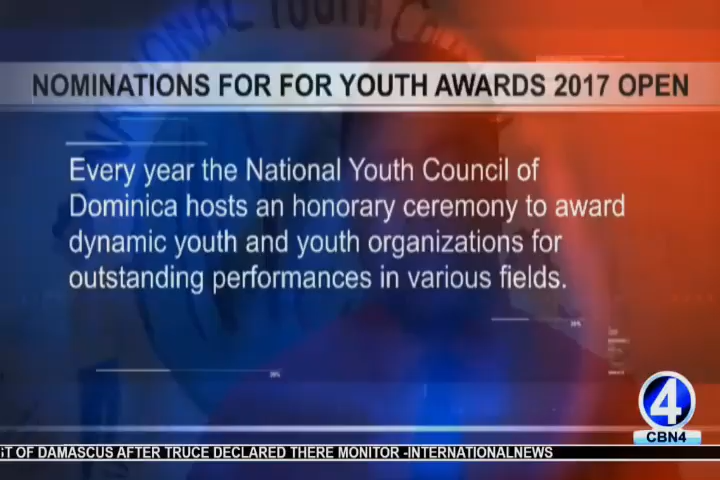 NATIONAL YOUTH
NOMINATIONS FOR FOR YOUTH AWARDS 2017 OPEN
Every year the National Youth Council of
Dominica hosts an honorary ceremony to award
dynamic youth and youth organizations for
outstanding performances in various fields.
4
CBN4
OF DAMASCUS AFTER TRUCE DECLARED THERE MONITOR -INTERNATIONALNEWS